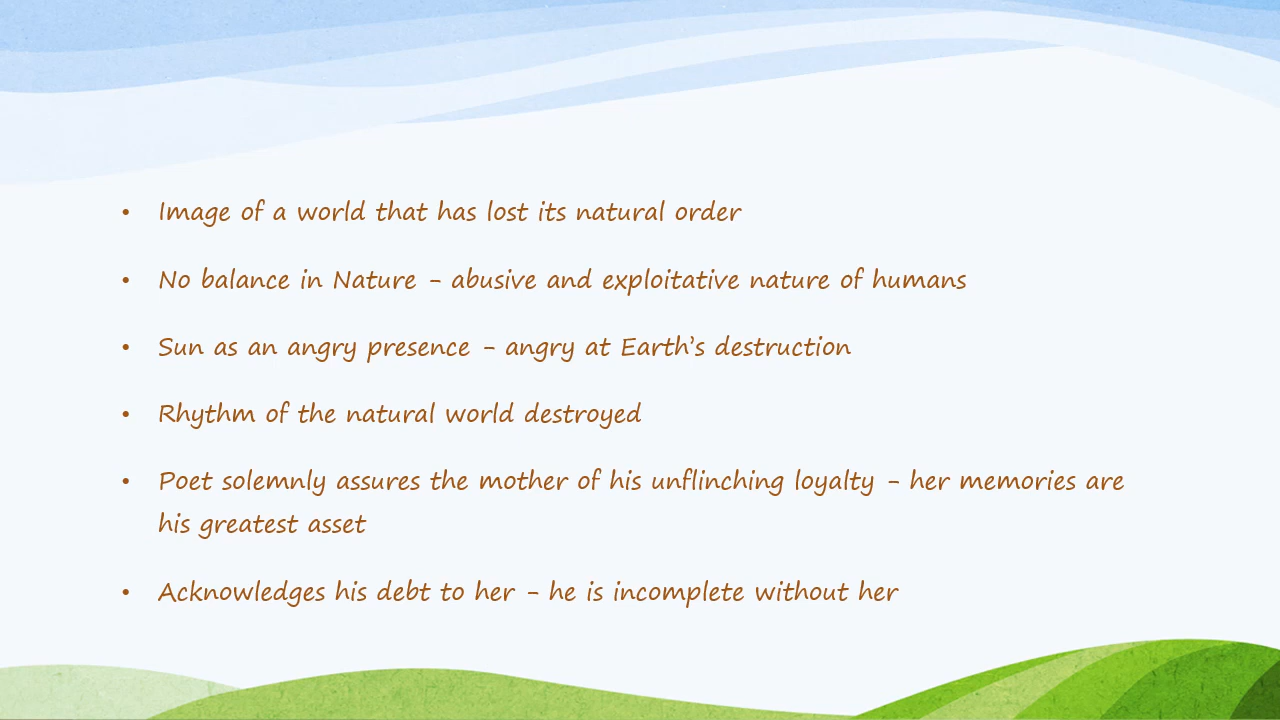 • Image of a world that has lost its natural order
• No balance in Nature – abusive and exploitative nature of humans
• Sun as an angry presence – angry at Earth’s destruction
• Rhythm of the natural world destroyed
• Poet solemnly assures the mother of his unflinching loyalty – her memories are
his greatest asset
• Acknowledges his debt to her – he is incomplete without her